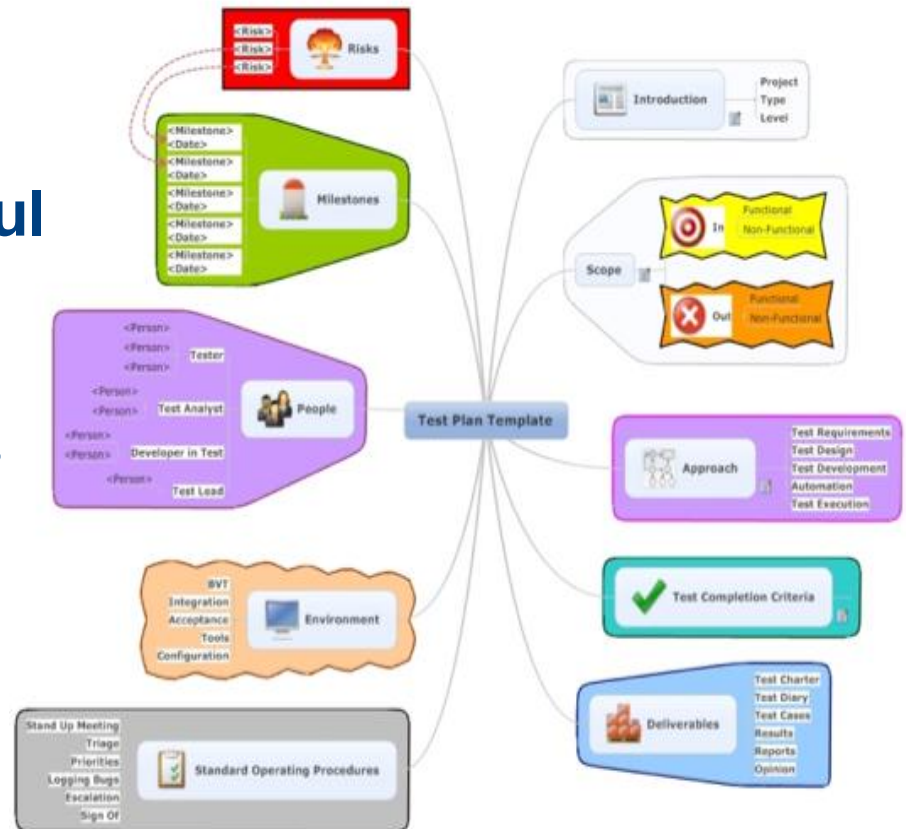 ul
<Risk>
<Risk>
<Risk>
Risks
<Milestone>
<Date>
<Milestone>
<Date>
<Milestone>
<Date>
<Milestone>
<Date>
<Milestone>
<Date>
Milestones
<Person>
<Person>
<Person>
Tester
<Person>
<Person>
Test Analyst
<Person>
<Person>
Developer in Test
<Person>
Test Lead
People
BVT
Integration
Acceptance
Tools
Configuration
Environment
Stand Up Meeting
Triage
Priorities
Logging Bugs
Escalation
Sign Of
Standard Operating Procedures
Test Plan Template
Introduction
Project
Type
Level
Scope
In
Functional
Non-Functional
Out
Functional
Non-Functional
Approach
Test Requirements
Test Design
Test Development
Automation
Test Execution
Test Completion Criteria
Deliverables
Test Charter
Test Diary
Test Cases
Results
Reports
Opinion